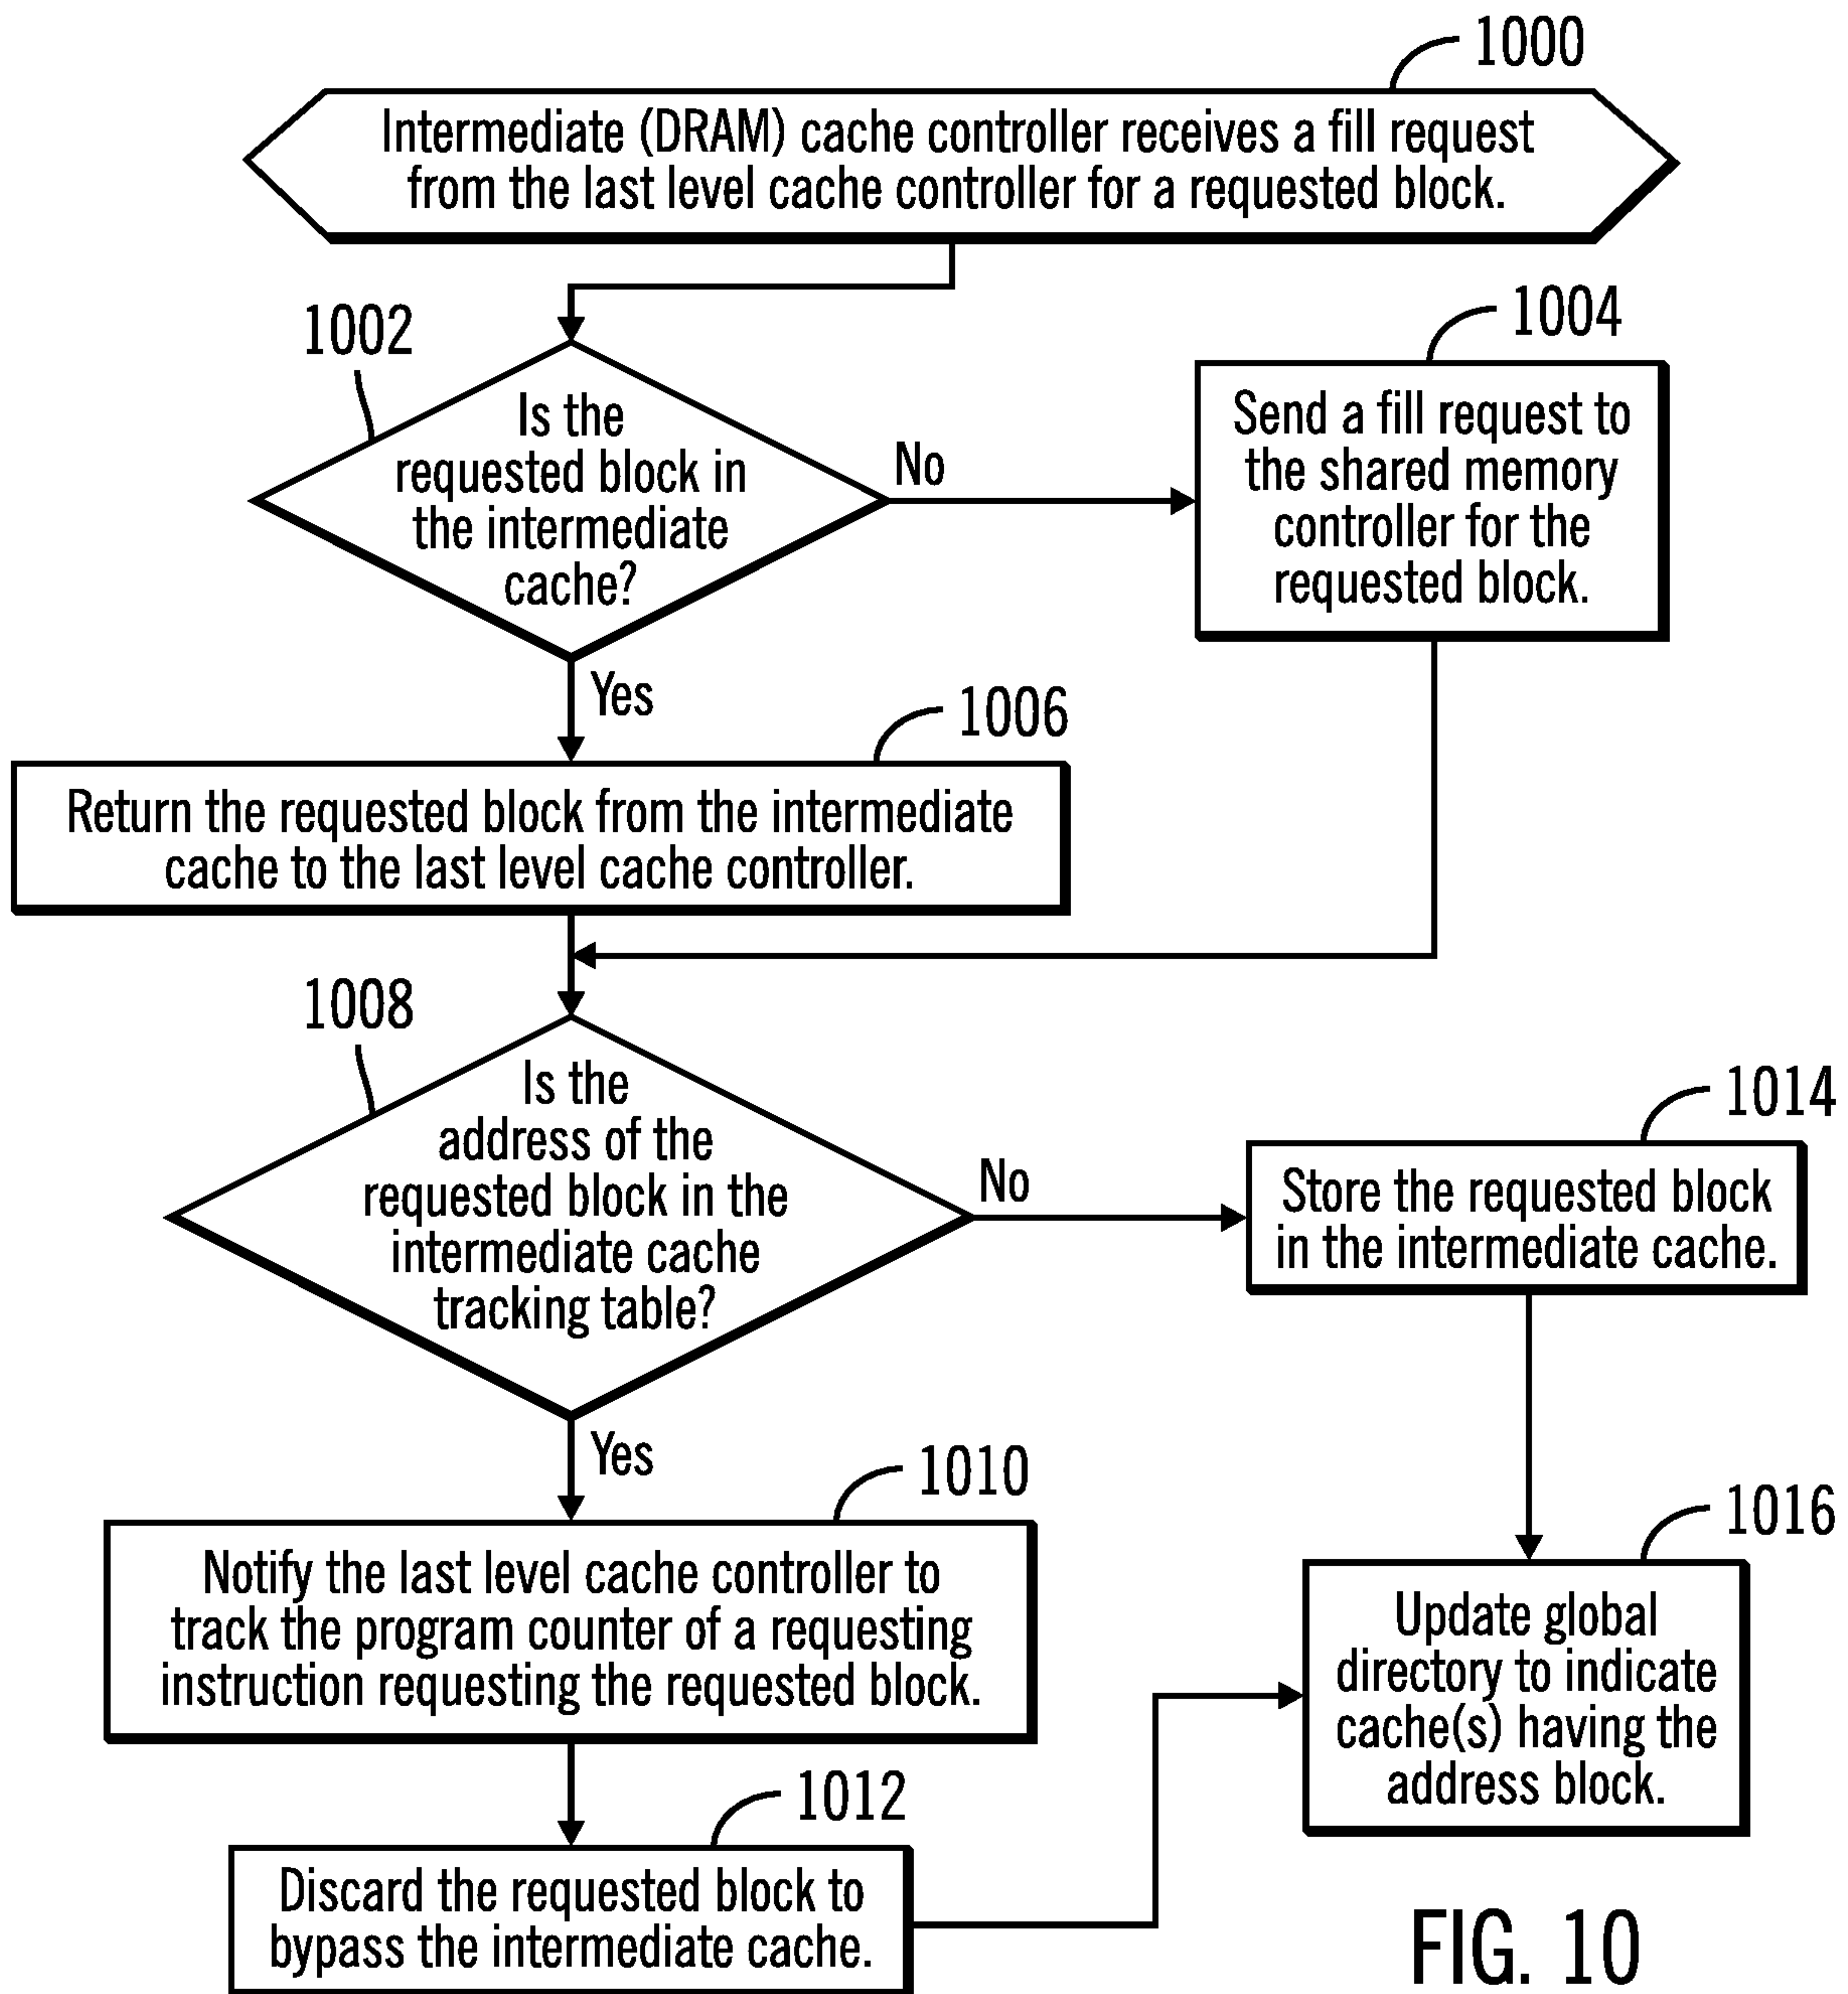 1000
Intermediate (DRAM) cache controller receives a fill request
from the last level cache controller for a requested block.
1002
Is the
requested block in
the intermediate
cache?
No
1004
Send a fill request to
the shared memory
controller for the
requested block.
Yes
1006
Return the requested block from the intermediate
cache to the last level cache controller.
1008
Is the
address of the
requested block in the
intermediate cache
tracking table?
No
1014
Store the requested block
in the intermediate cache.
Yes
1010
Notify the last level cache controller to
track the program counter of a requesting
instruction requesting the requested block.
1016
Update global
directory to indicate
cache(s) having the
address block.
1012
Discard the requested block to
bypass the intermediate cache.
FIG. 10